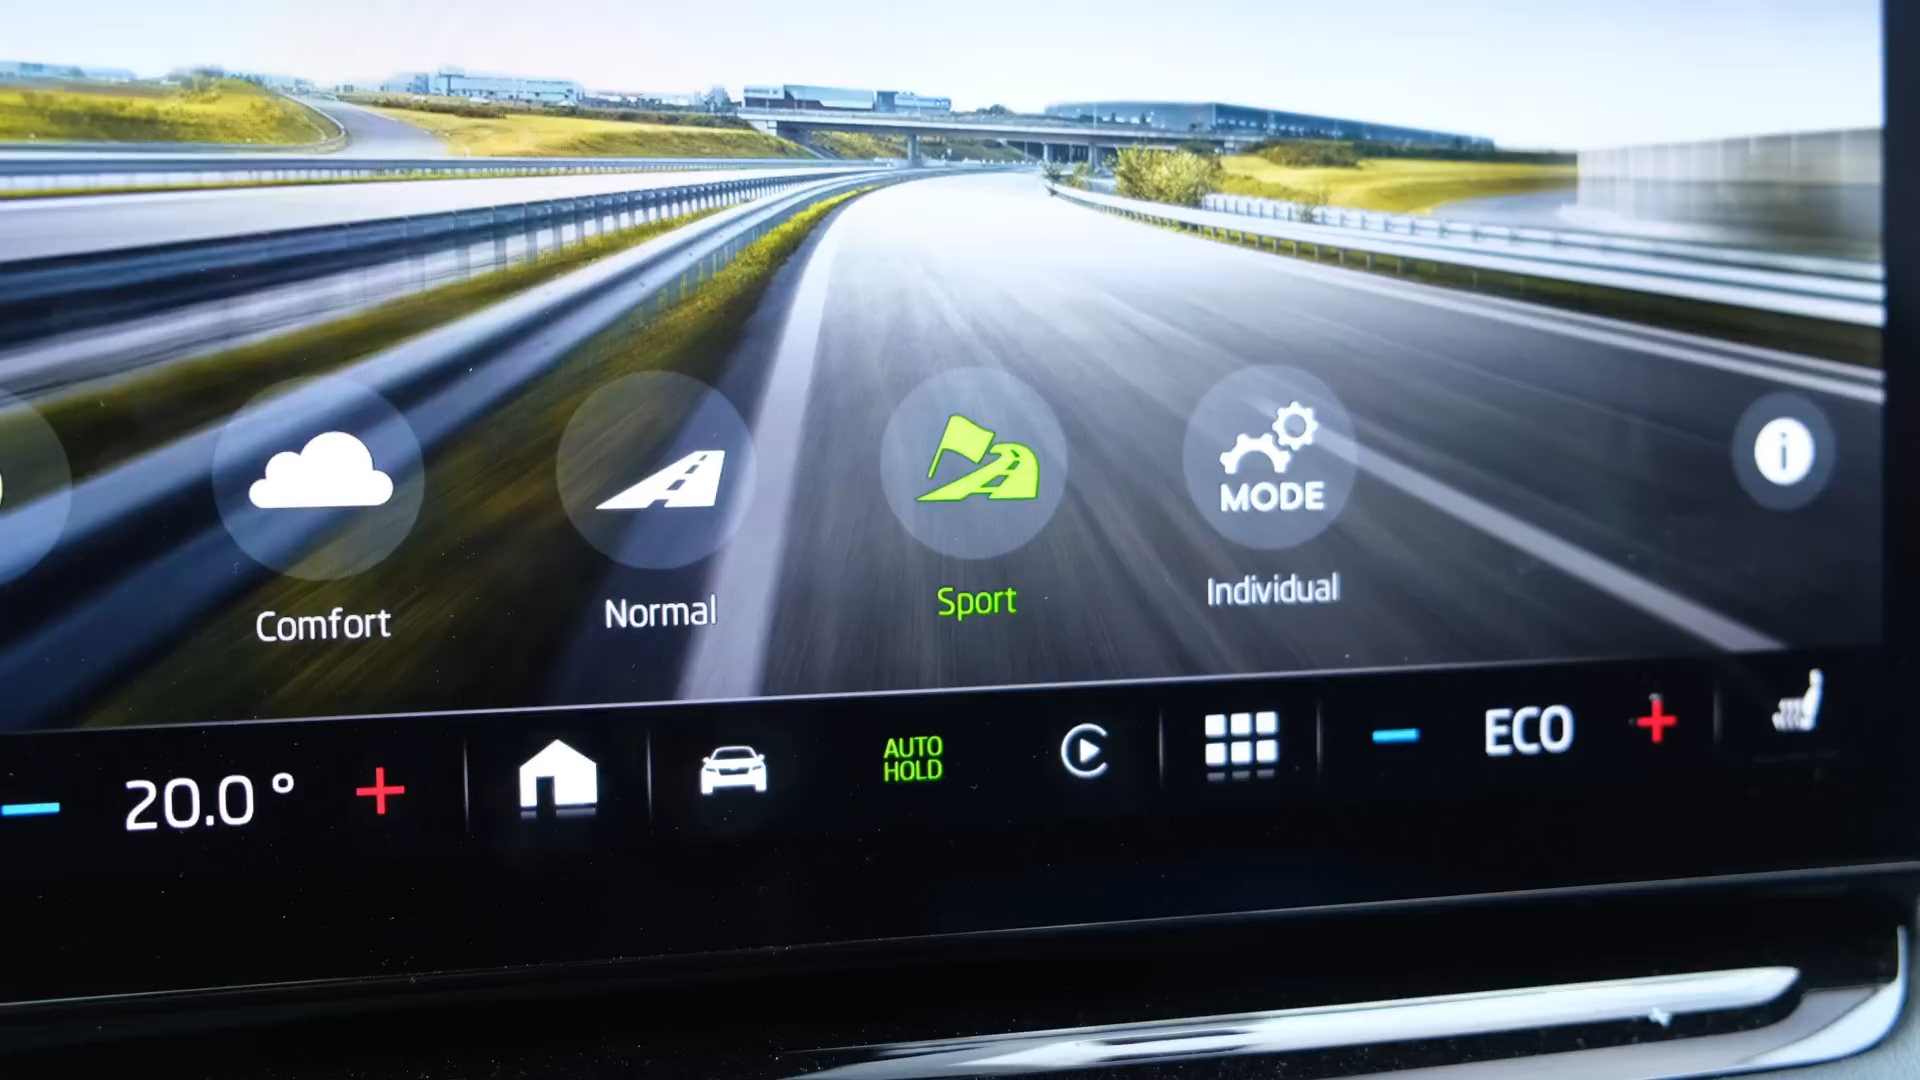 MODE
Comfort
Normal
Sport
Individual
20.0°
AUTO
HOLD
ECO